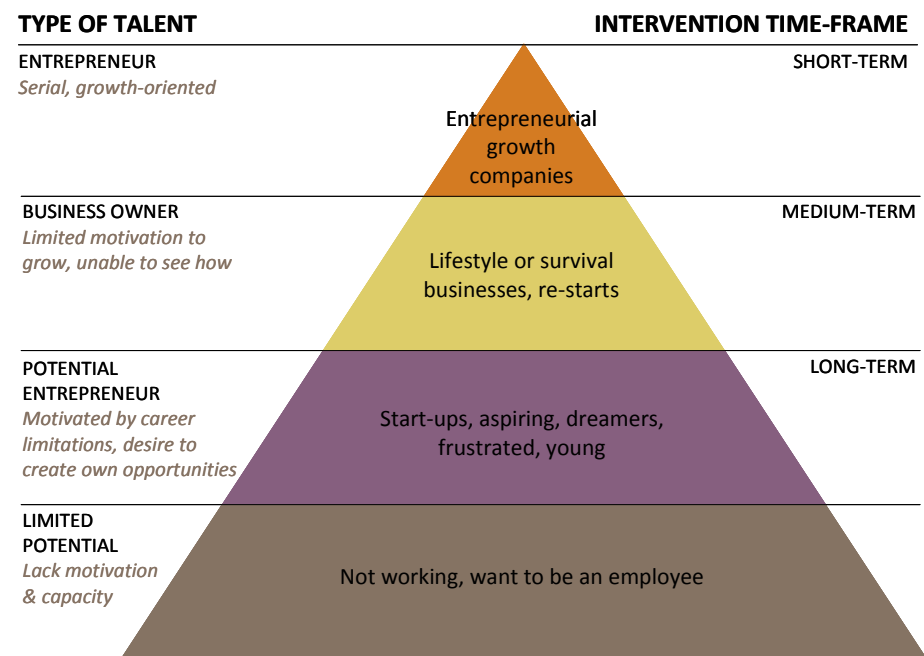 TYPE OF TALENT
INTERVENTION TIME-FRAME
ENTREPRENEUR
Serial, growth-oriented
SHORT-TERM
Entrepreneurial
growth
companies
BUSINESS OWNER
Limited motivation to
grow, unable to see how
MEDIUM-TERM
Lifestyle or survival
businesses, re-starts
POTENTIAL
ENTREPRENEUR
Motivated by career
limitations, desire to
create own opportunities
LONG-TERM
Start-ups, aspiring, dreamers,
frustrated, young
LIMITED
POTENTIAL
Lack motivation
& capacity
Not working, want to be an employee